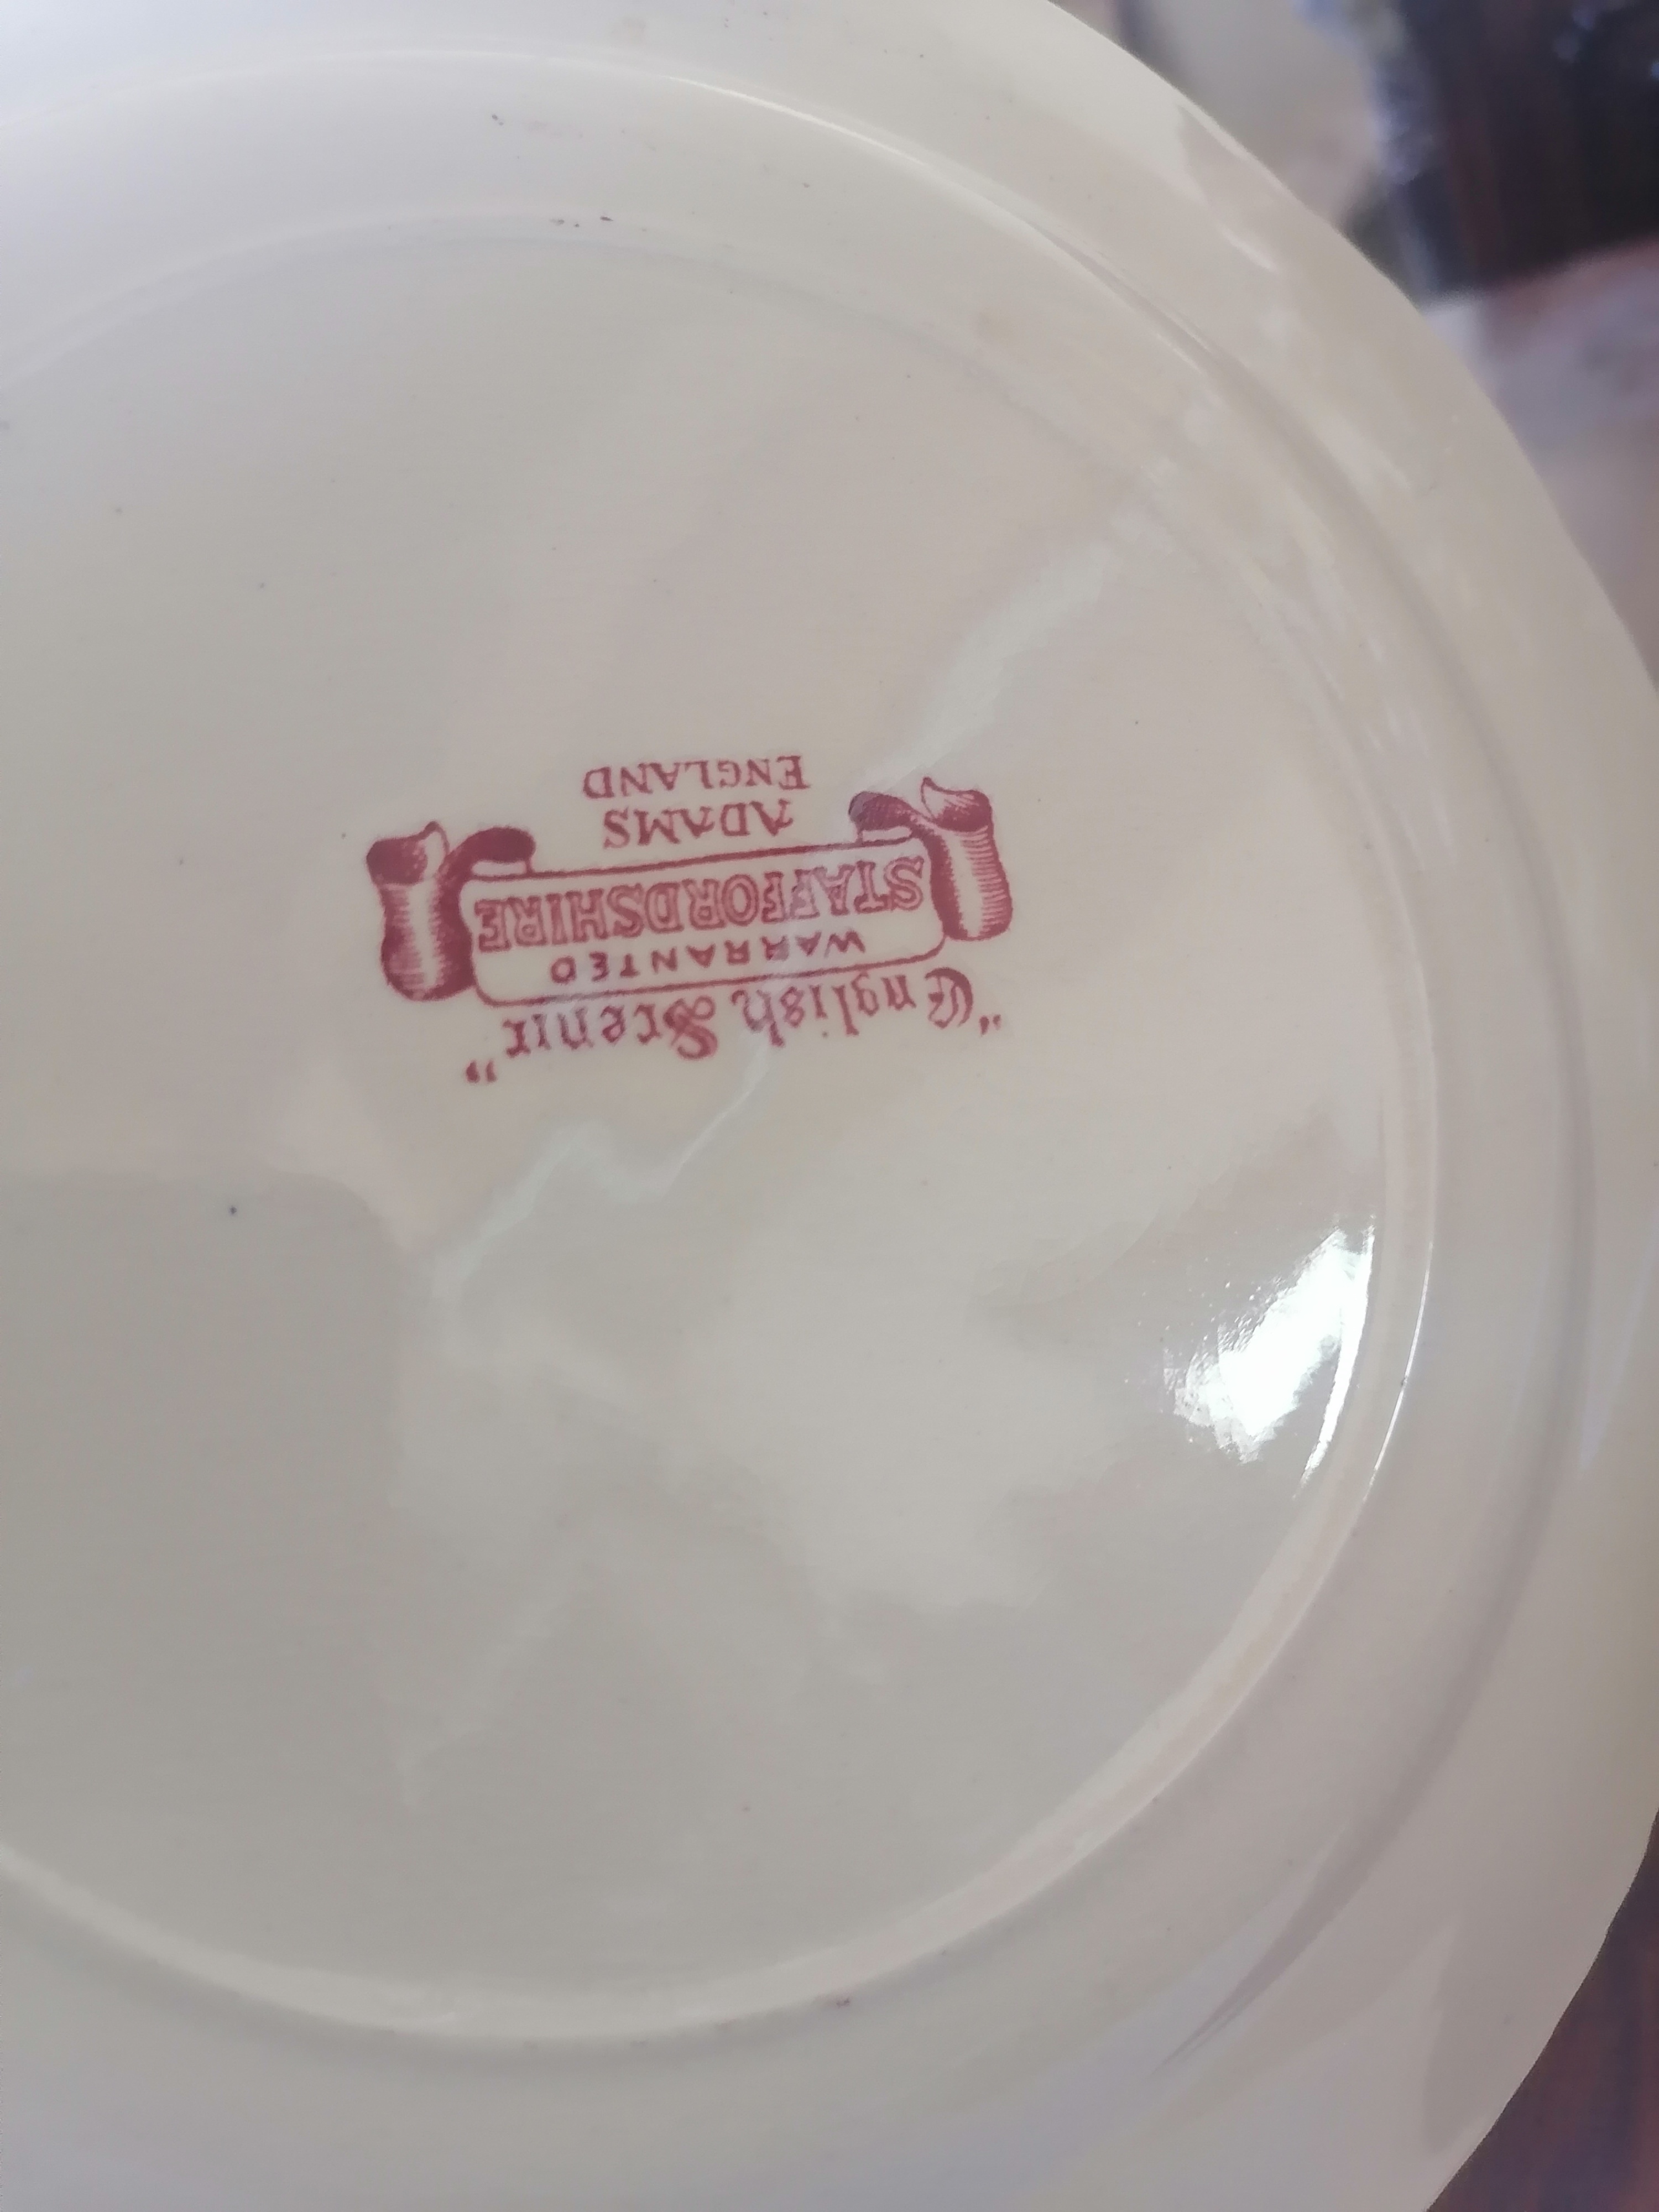 "English Scenic"
WARRANTED
STAFFORDSHIRE
ADAMS
ENGLAND